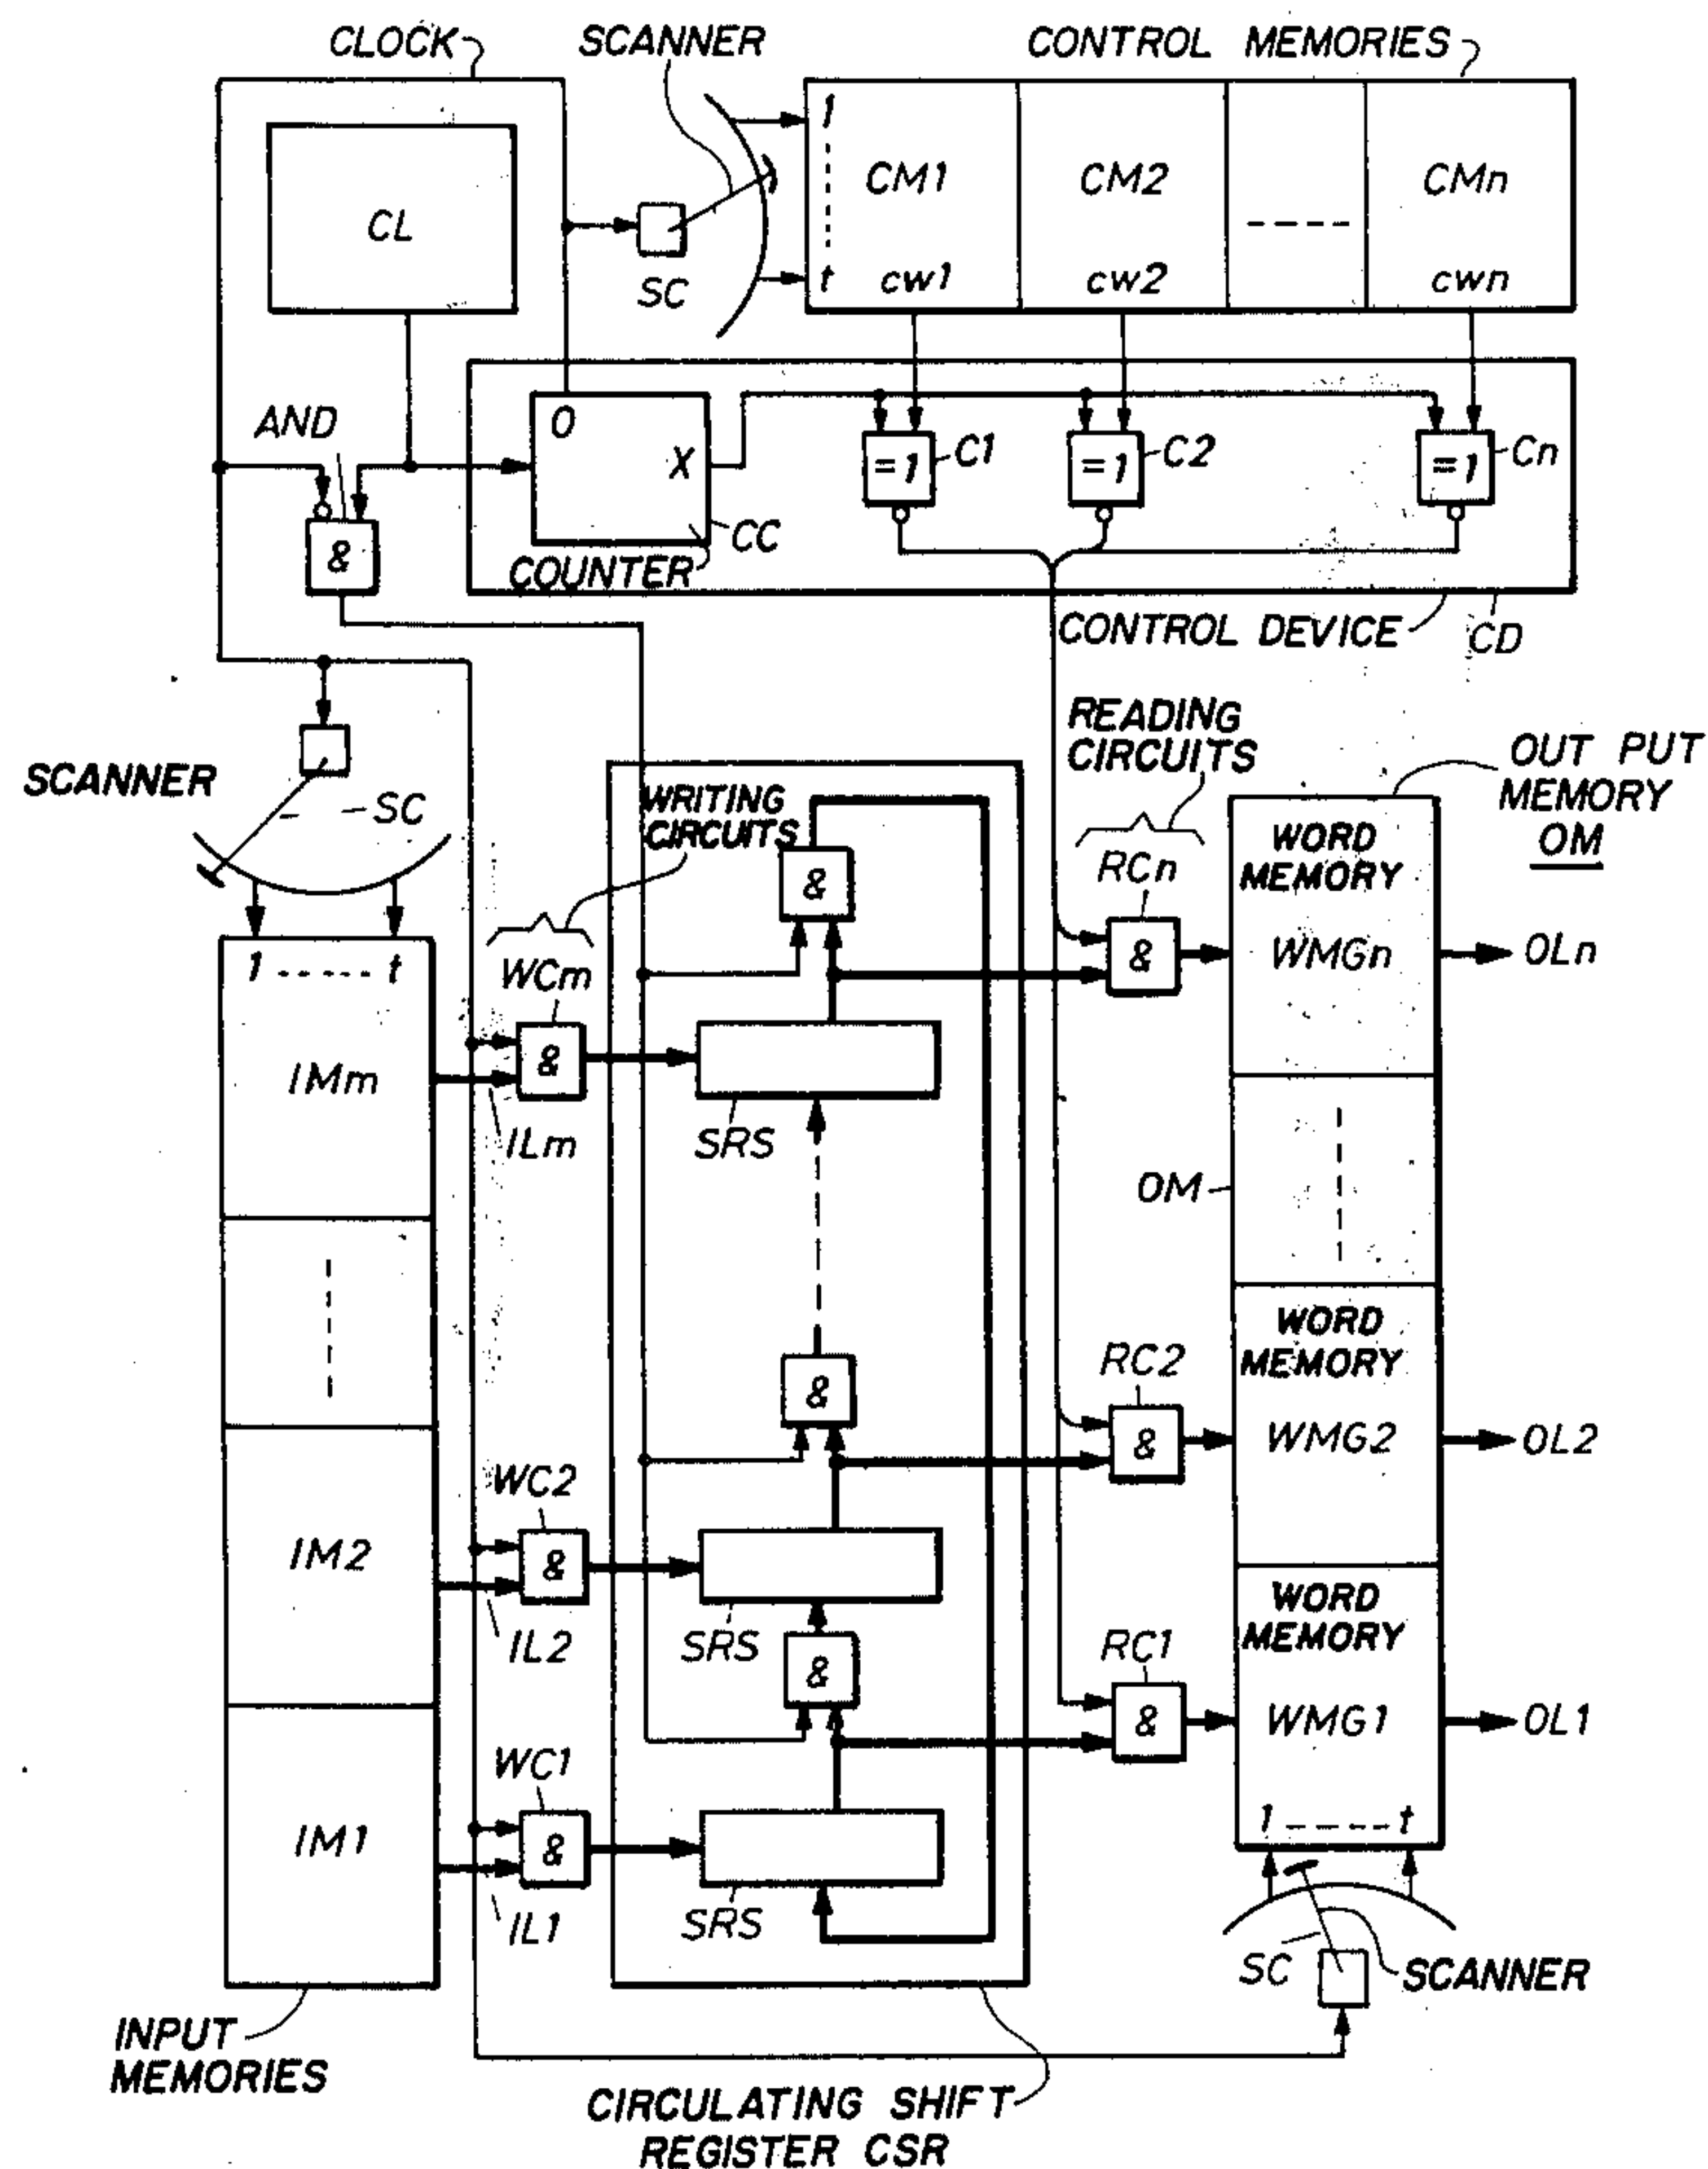 CLOCK
SCANNER
CONTROL MEMORIES
1
CM1
CM2
CMn
CL
SC
t
cw1
cw2
cwn
AND
0
X
=1
C1
=1
C2
=1
Cn
&
CC
COUNTER
CONTROL DEVICE
CD
READING
CIRCUITS
OUT PUT
MEMORY
OM
SCANNER
SC
WRITING
CIRCUITS
WORD
MEMORY
RCn
&
1
t
WCm
&
WMGn
OLn
IMm
&
ILm
SRS
OM
WORD
MEMORY
RC2
&
WC2
&
WMG2
OL2
IM2
&
IL2
SRS
&
WORD
MEMORY
RC1
WC1
&
WMG1
OL1
IM1
&
1
t
IL1
SRS
SC
SCANNER
INPUT
MEMORIES
CIRCULATING SHIFT
REGISTER CSR